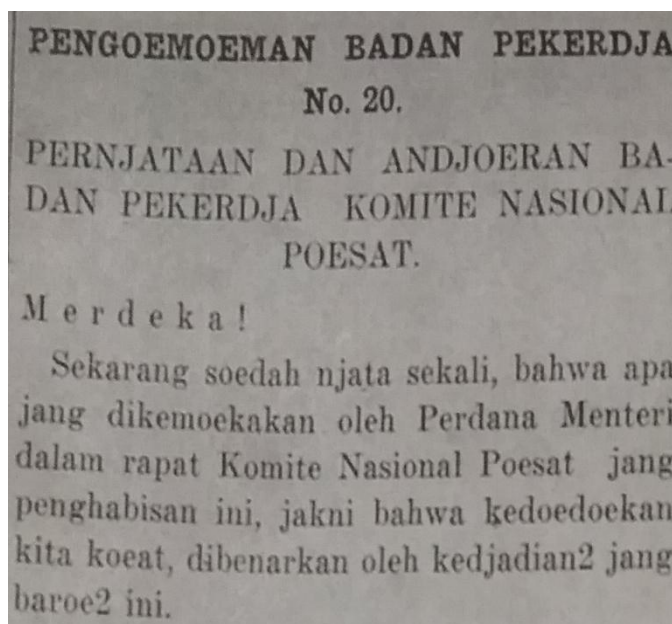 PENGOEMOEMAN BADAN PEKERDJA
No. 20.
PERNJATAAN DAN ANDJOERAN BA-
DAN PEKERDJA KOMITE NASIONAL
POESAT.
Merdeka!
Sekarang soedah njata sekali, bahwa apa
jang dikemoekakan oleh Perdana Menteri
dalam rapat Komite Nasional Poesat jang
penghabisan ini, jakni bahwa kedoedoekan
kita koeat, dibenarkan oleh kedjadian2 jang
baroe2 ini.